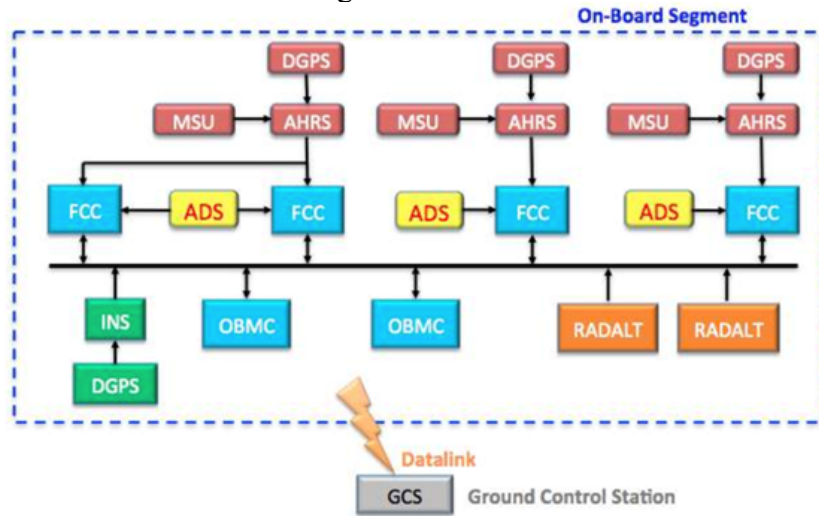 On-Board Segment
DGPS DGPS DGPS
MSU AHRS MSU AHRS MSU AHRS
FCC ADS FCC ADS FCC ADS FCC
INS OBMC OBMC RADALT RADALT
DGPS
Datalink
GCS Ground Control Station